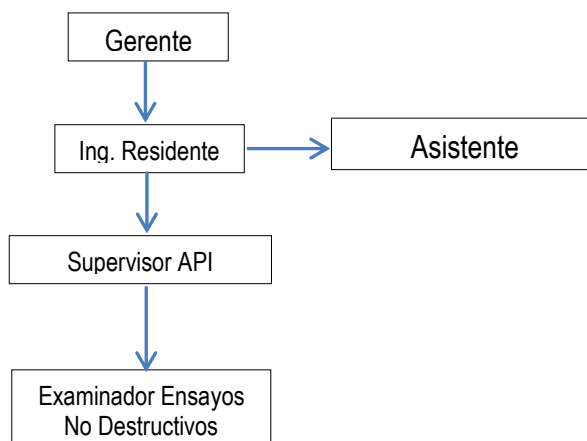 Gerente
Ing. Residente
Asistente
Supervisor API
Examinador Ensayos
No Destructivos